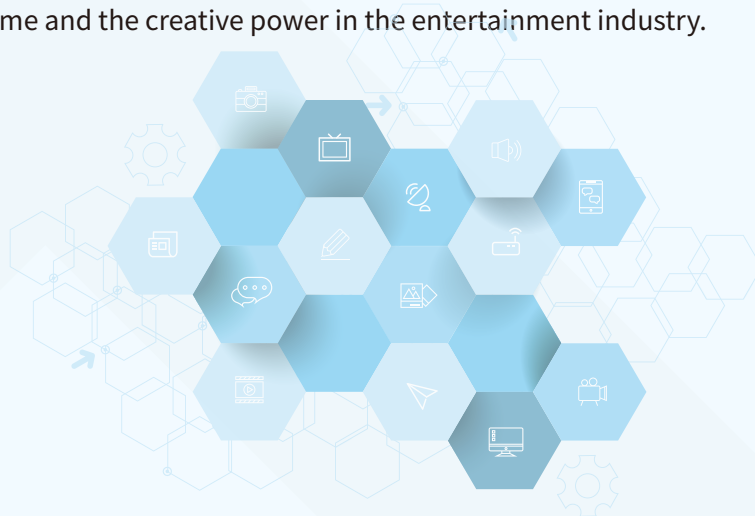 me and the creative power in the entertainment industry.